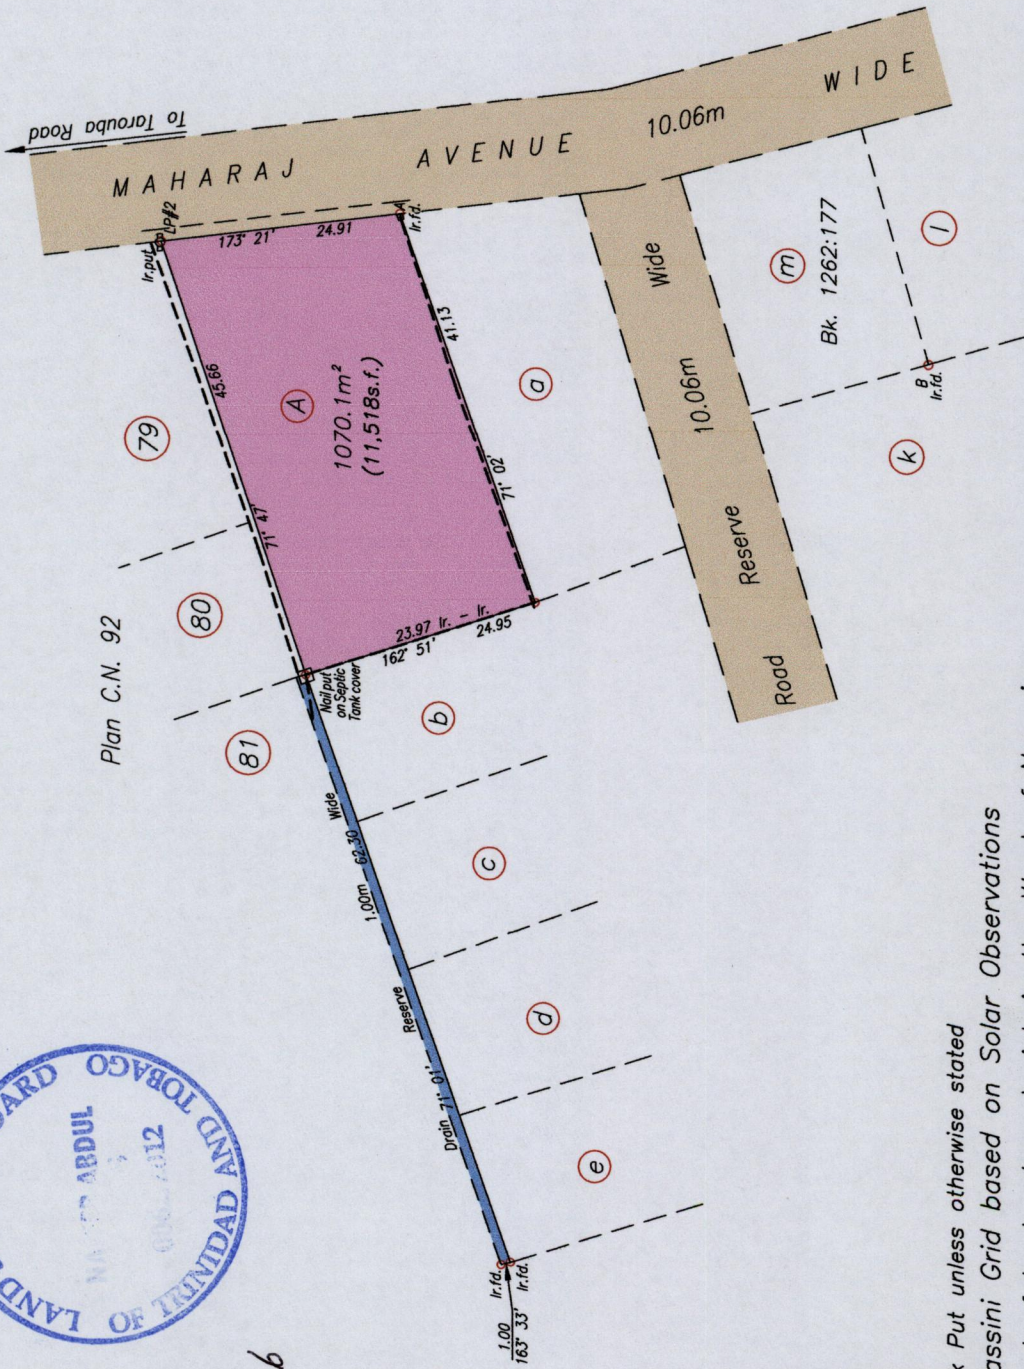 To Tarouba Road
MAHARAJ AVENUE 10.06m WIDE
LP#2
Ir.put
173° 21' 24.91
A
Ir.fd.
79
45.66
71° 47'
A
1070.1m²
(11,518s.f.)
41.13
71° 02'
a
Plan C.N. 92
80
81
23.97 Ir. - Ir.
162° 51' 24.95
Nail put
on Septic
Tank cover
b
Road Reserve 10.06m Wide
m
Bk. 1262:177
l
B
Ir.fd.
k
Drain Reserve 1.00m Wide
71° 01' 62.30
c
d
e
Ir.fd.
Ir.fd.
1.00
163° 33'
LAND
OF TRINIDAD AND TOBAGO
ABDUL
Put unless otherwise stated
Grid based on Solar Observations